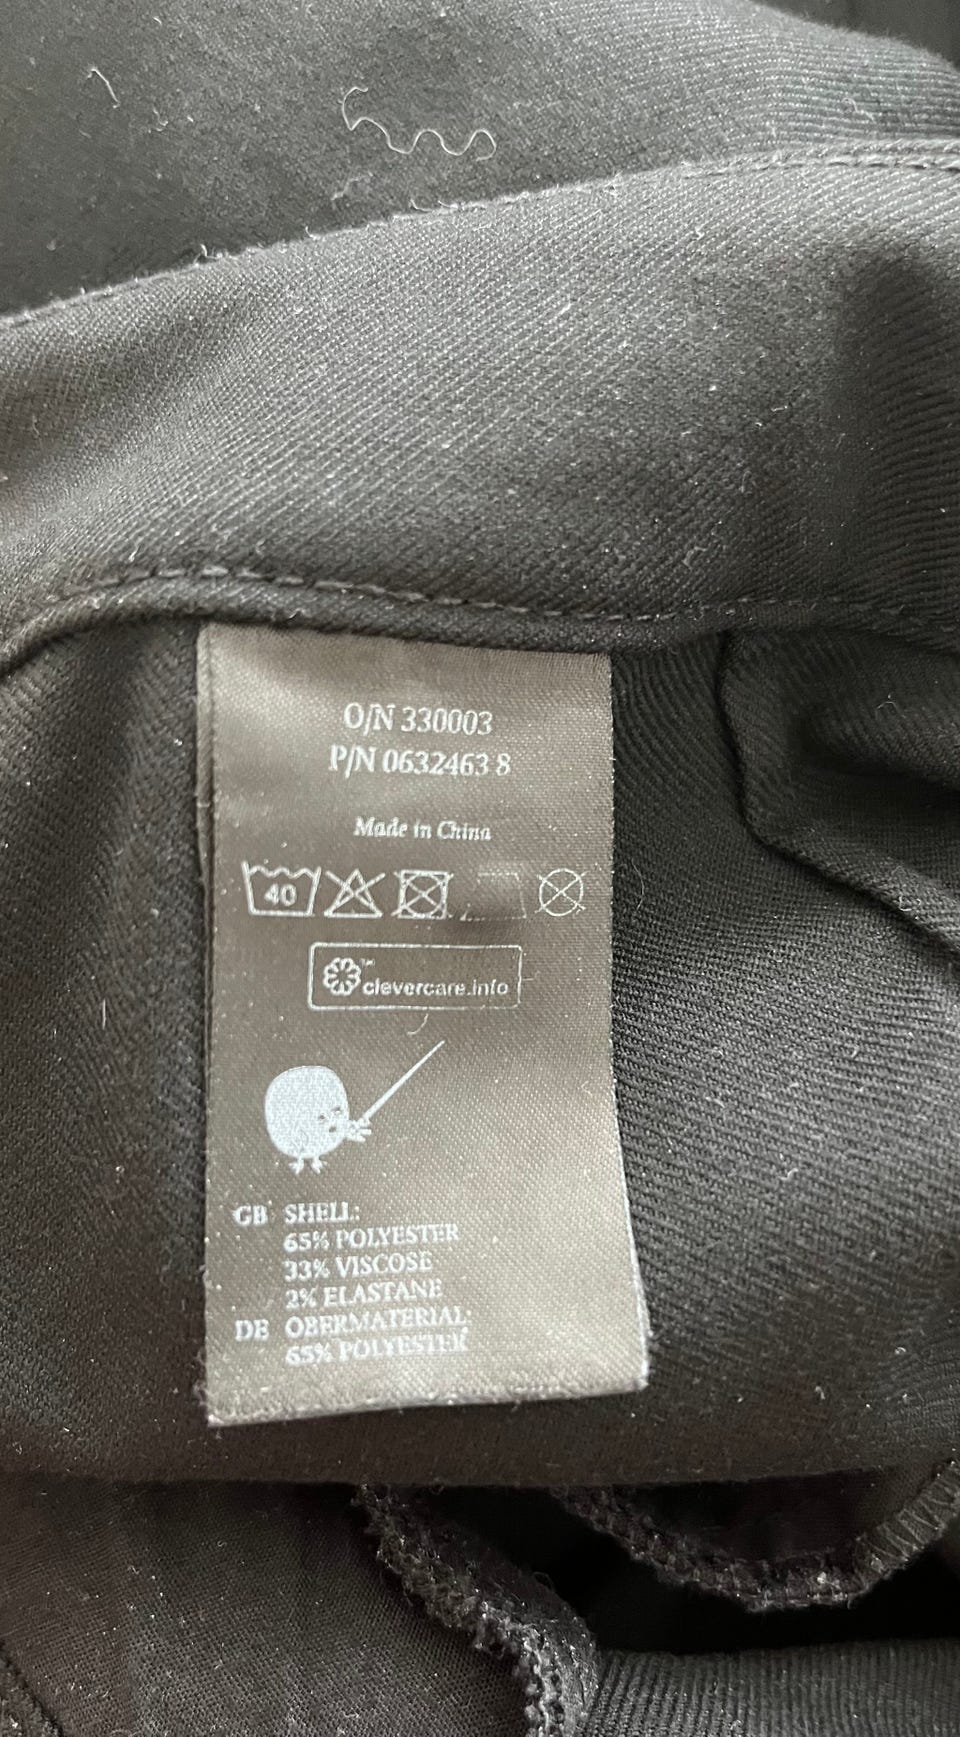 O/N 330003
P/N 0632463 8
Made in China
40
clevercare.info
GB SHELL:
65% POLYESTER
33% VISCOSE
2% ELASTANE
DE OBERMATERIAL:
65% POLYESTER